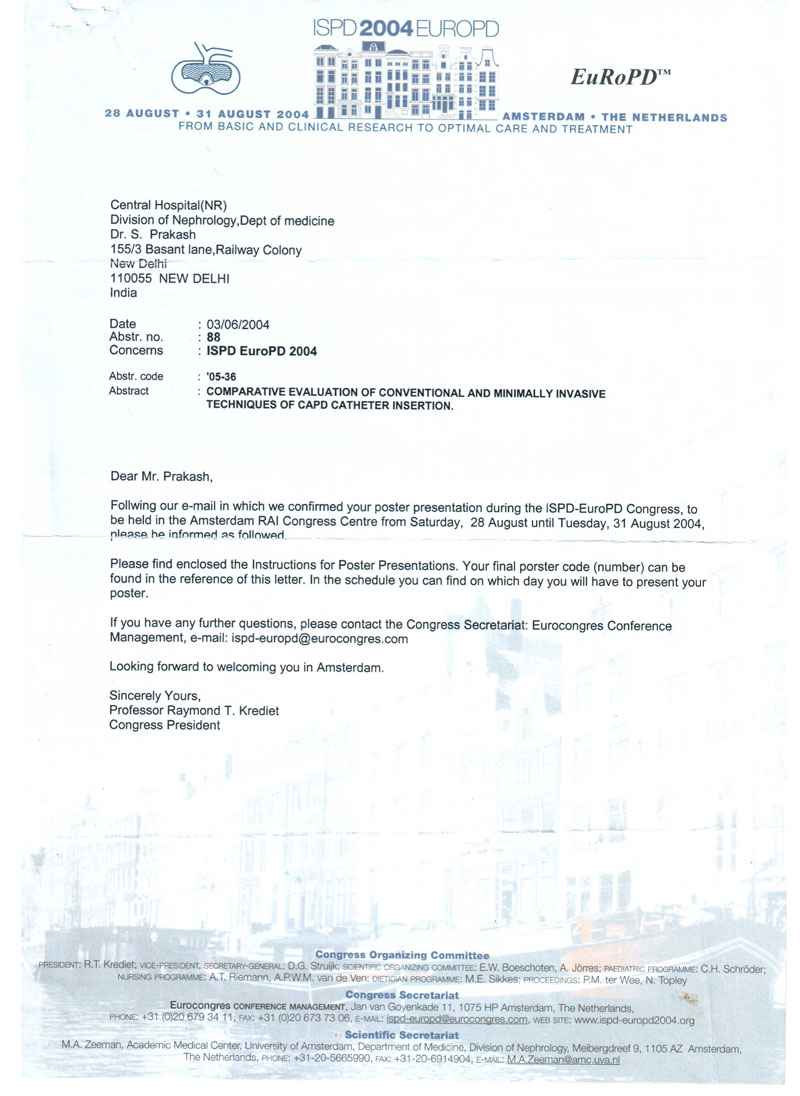 ISPD 2004 EUROPD
EuRoPD™
28 AUGUST • 31 AUGUST 2004 AMSTERDAM • THE NETHERLANDS
FROM BASIC AND CLINICAL RESEARCH TO OPTIMAL CARE AND TREATMENT
Central Hospital(NR)
Division of Nephrology,Dept of medicine
Dr. S. Prakash
155/3 Basant lane,Railway Colony
New Delhi
110055 NEW DELHI
India
Date : 03/06/2004
Abstr. no. : 88
Concerns : ISPD EuroPD 2004
Abstr. code : '05-36
Abstract : COMPARATIVE EVALUATION OF CONVENTIONAL AND MINIMALLY INVASIVE
TECHNIQUES OF CAPD CATHETER INSERTION.
Dear Mr. Prakash,
Follwing our e-mail in which we confirmed your poster presentation during the ISPD-EuroPD Congress, to
be held in the Amsterdam RAI Congress Centre from Saturday, 28 August until Tuesday, 31 August 2004,
please be informed as followed.
Please find enclosed the Instructions for Poster Presentations. Your final porster code (number) can be
found in the reference of this letter. In the schedule you can find on which day you will have to present your
poster.
If you have any further questions, please contact the Congress Secretariat: Eurocongres Conference
Management, e-mail: ispd-europd@eurocongres.com
Looking forward to welcoming you in Amsterdam.
Sincerely Yours,
Professor Raymond T. Krediet
Congress President
Congress Organizing Committee
PRESIDENT: R.T. Krediet; VICE-PRESIDENT, SECRETARY-GENERAL: D.G. Struijk; SCIENTIFIC ORGANIZING COMMITTEE: E.W. Boeschoten, A. Jörres; PAEDIATRIC PROGRAMME: C.H. Schröder;
NURSING PROGRAMME: A.T. Riemann, A.P.W.M. van de Ven; DIETICIAN PROGRAMME: M.E. Sikkes; PROCEEDINGS: P.M. ter Wee, N. Topley
Congress Secretariat
Eurocongres CONFERENCE MANAGEMENT, Jan van Goyenkade 11, 1075 HP Amsterdam, The Netherlands,
PHONE: +31 (0)20 679 34 11, FAX: +31 (0)20 673 73 06, E-MAIL: ispd-europd@eurocongres.com, WEB SITE: www.ispd-europd2004.org
Scientific Secretariat
M.A. Zeeman, Academic Medical Center, University of Amsterdam, Department of Medicine, Division of Nephrology, Meibergdreef 9, 1105 AZ Amsterdam,
The Netherlands, PHONE: +31-20-5665990, FAX: +31-20-6914904, E-MAIL: M.A.Zeeman@amc.uva.nl